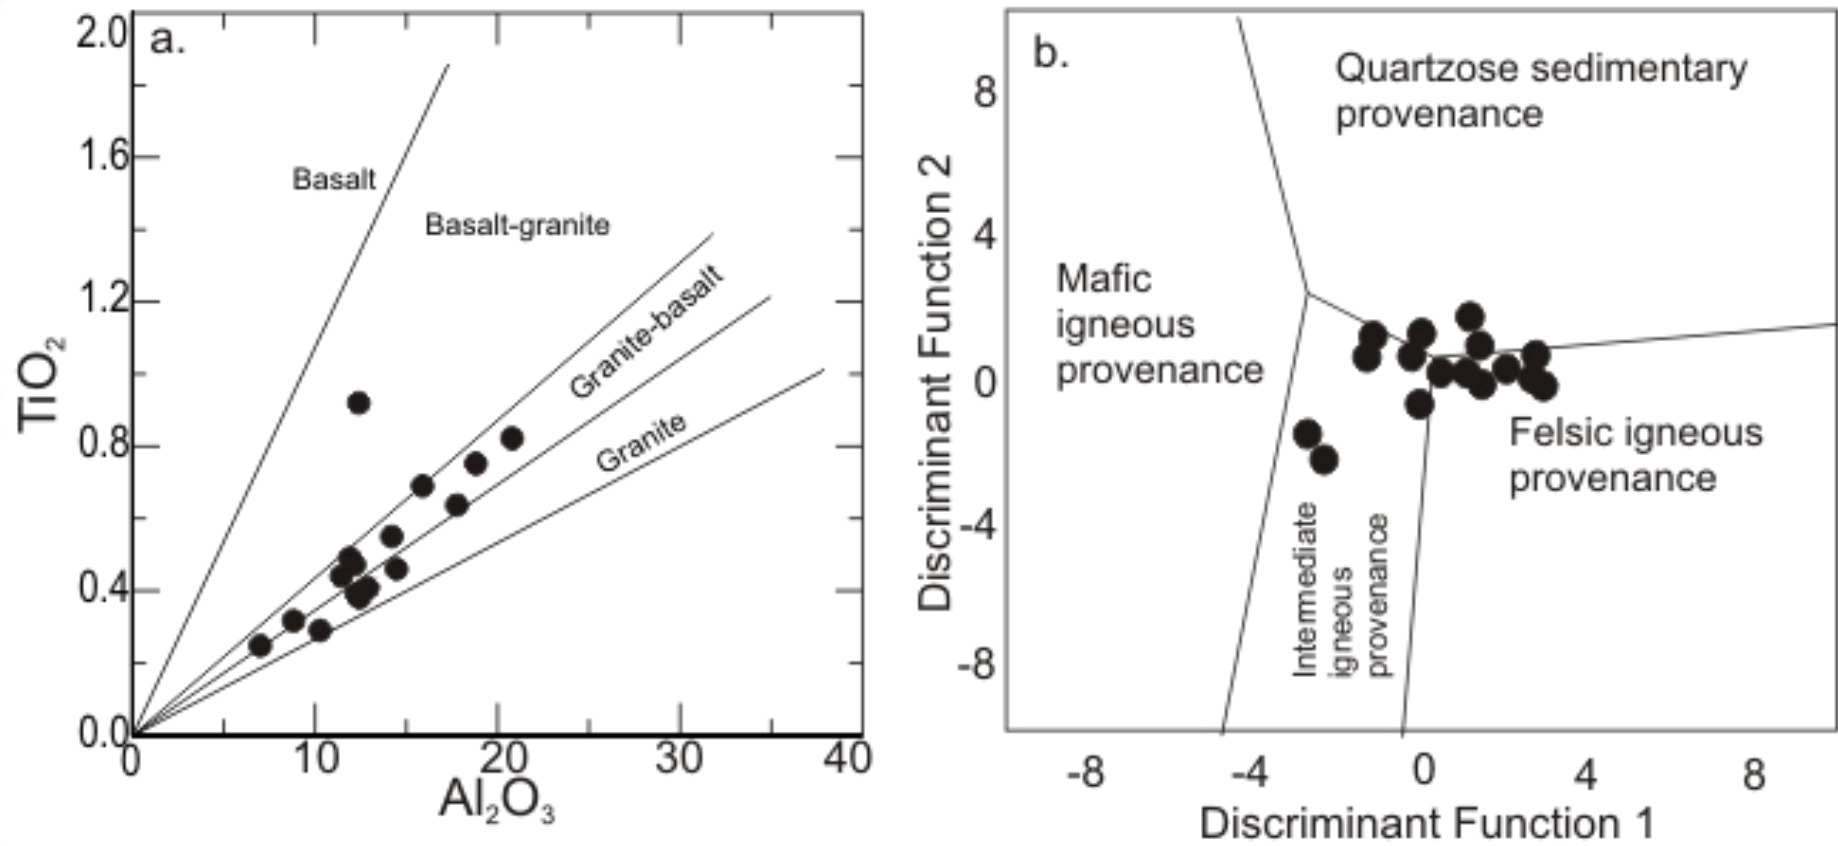 a.
2.0
1.6
1.2
0.8
0.4
0.0
TiO₂
Basalt
Basalt-granite
Granite-basalt
Granite
0
10
20
30
40
Al₂O₃
b.
8
4
0
-4
-8
Discriminant Function 2
Quartzose sedimentary
provenance
Mafic
igneous
provenance
Felsic igneous
provenance
Intermediate
igneous
provenance
-8
-4
0
4
8
Discriminant Function 1